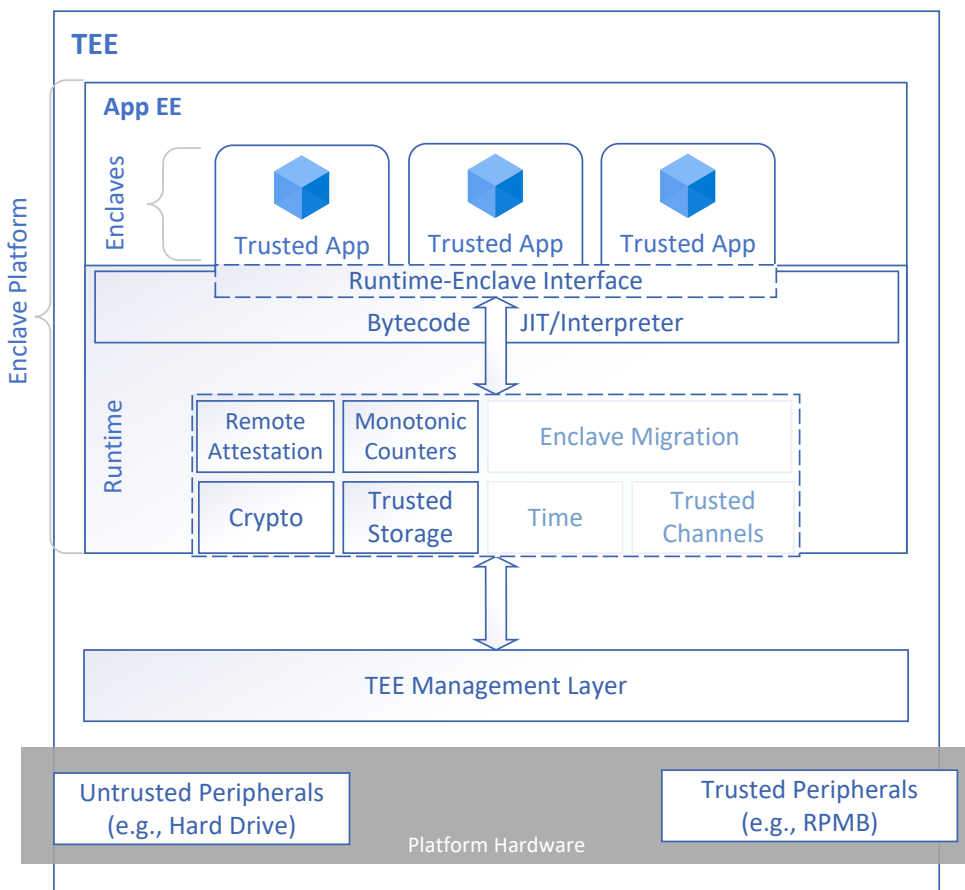 TEE
App EE
Enclave Platform
Enclaves
Trusted App
Trusted App
Trusted App
Runtime-Enclave Interface
Bytecode
JIT/Interpreter
Runtime
Remote
Attestation
Monotonic
Counters
Enclave Migration
Crypto
Trusted
Storage
Time
Trusted
Channels
TEE Management Layer
Untrusted Peripherals
(e.g., Hard Drive)
Trusted Peripherals
(e.g., RPMB)
Platform Hardware